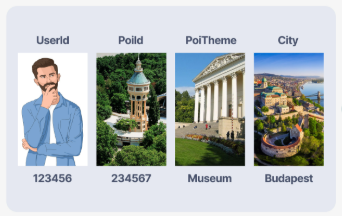 UserId PoiId PoiTheme City
123456 234567 Museum Budapest